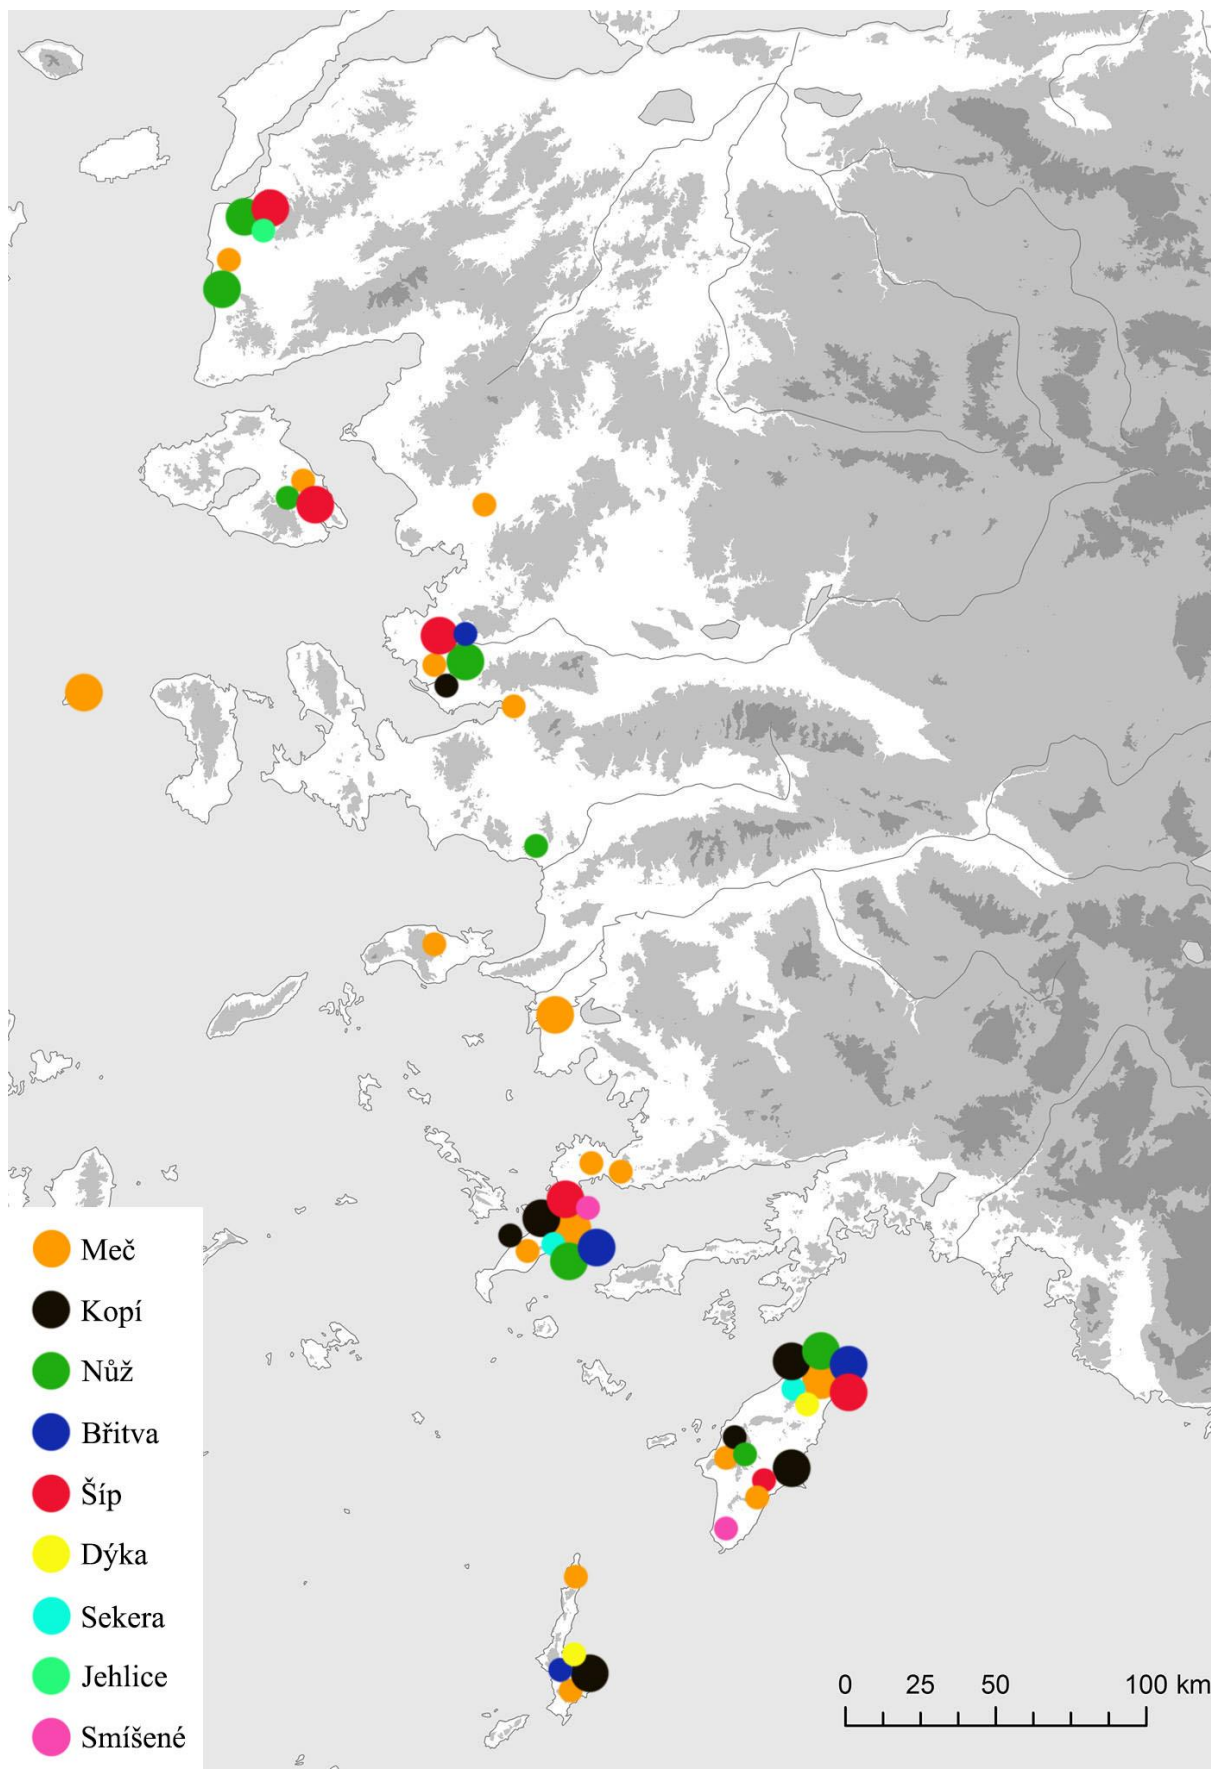 Meč
Kopí
Nůž
Břitva
Šíp
Dýka
Sekera
Jehlice
Smíšené
0 25 50 100 km